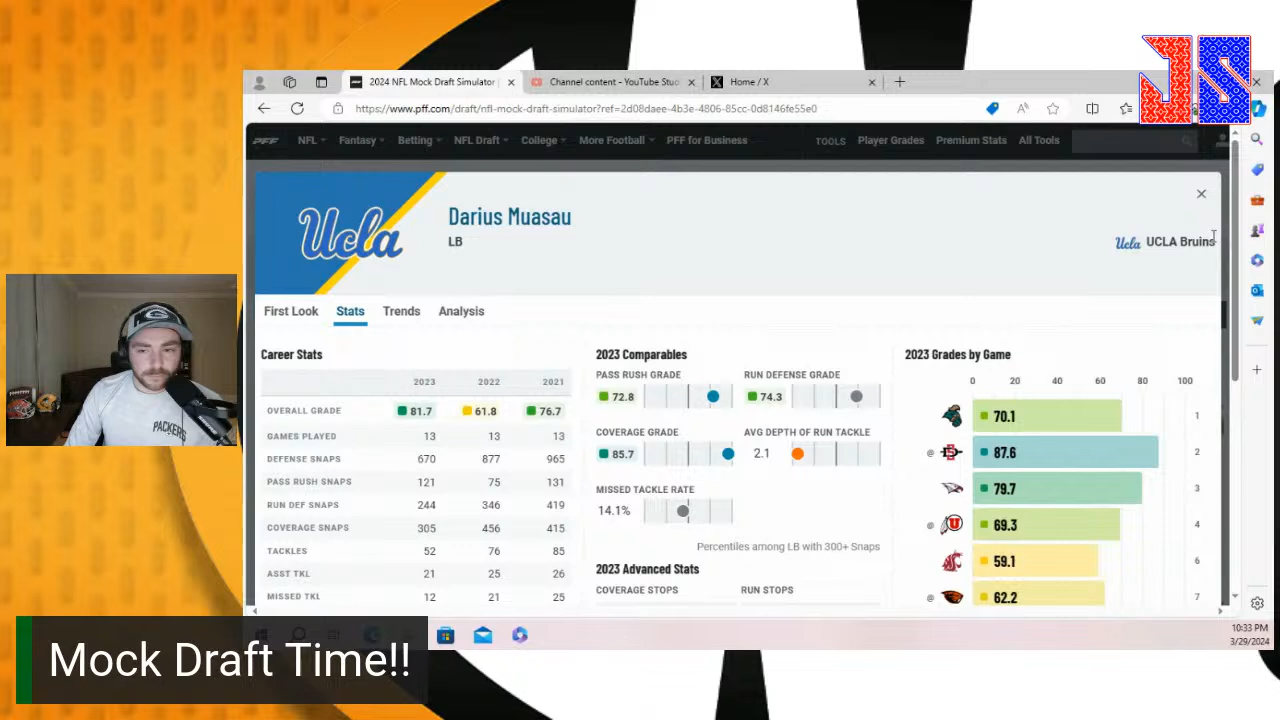 JS
2024 NFL Mock Draft Simulator
Channel content - YouTube Stu
X
Home / X
https://www.pff.com/draft/nfl-mock-draft-simulator?ref=2d08daee-4b3e-4806-85cc-0d8146fe55e0
PFF NFL Fantasy Betting NFL Draft College More Football PFF for Business TOOLS Player Grades Premium Stats All Tools
Ucla
Darius Muasau
LB
Ucla UCLA Bruins
First Look Stats Trends Analysis
Career Stats
2023 2022 2021
OVERALL GRADE 81.7 61.8 76.7
GAMES PLAYED 13 13 13
DEFENSE SNAPS 670 877 965
PASS RUSH SNAPS 121 75 131
RUN DEF SNAPS 244 346 419
COVERAGE SNAPS 305 456 415
TACKLES 52 76 85
ASST TKL 21 25 26
MISSED TKL 12 21 25
2023 Comparables
PASS RUSH GRADE RUN DEFENSE GRADE
72.8 74.3
COVERAGE GRADE AVG DEPTH OF RUN TACKLE
85.7 2.1
MISSED TACKLE RATE
14.1%
Percentiles among LB with 300+ Snaps
2023 Advanced Stats
COVERAGE STOPS RUN STOPS
2023 Grades by Game
0 20 40 60 80 100
70.1 1
@ 87.6 2
79.7 3
@ 69.3 4
59.1 6
@ 62.2 7
G
PACKERS
10:33 PM
3/29/2024
Mock Draft Time!!